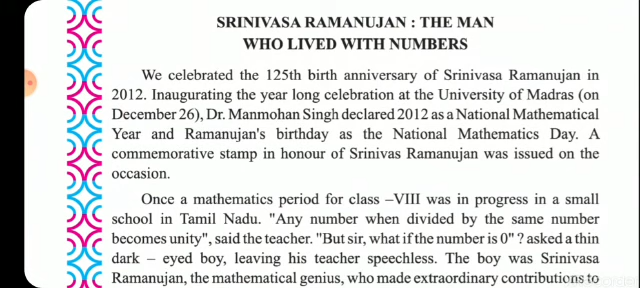 SRINIVASA RAMANUJAN : THE MAN
WHO LIVED WITH NUMBERS
We celebrated the 125th birth anniversary of Srinivasa Ramanujan in
2012. Inaugurating the year long celebration at the University of Madras (on
December 26), Dr. Manmohan Singh declared 2012 as a National Mathematical
Year and Ramanujan's birthday as the National Mathematics Day. A
commemorative stamp in honour of Srinivas Ramanujan was issued on the
occasion.
Once a mathematics period for class –VIII was in progress in a small
school in Tamil Nadu. "Any number when divided by the same number
becomes unity", said the teacher. "But sir, what if the number is 0" ? asked a thin
dark – eyed boy, leaving his teacher speechless. The boy was Srinivasa
Ramanujan, the mathematical genius, who made extraordinary contributions to